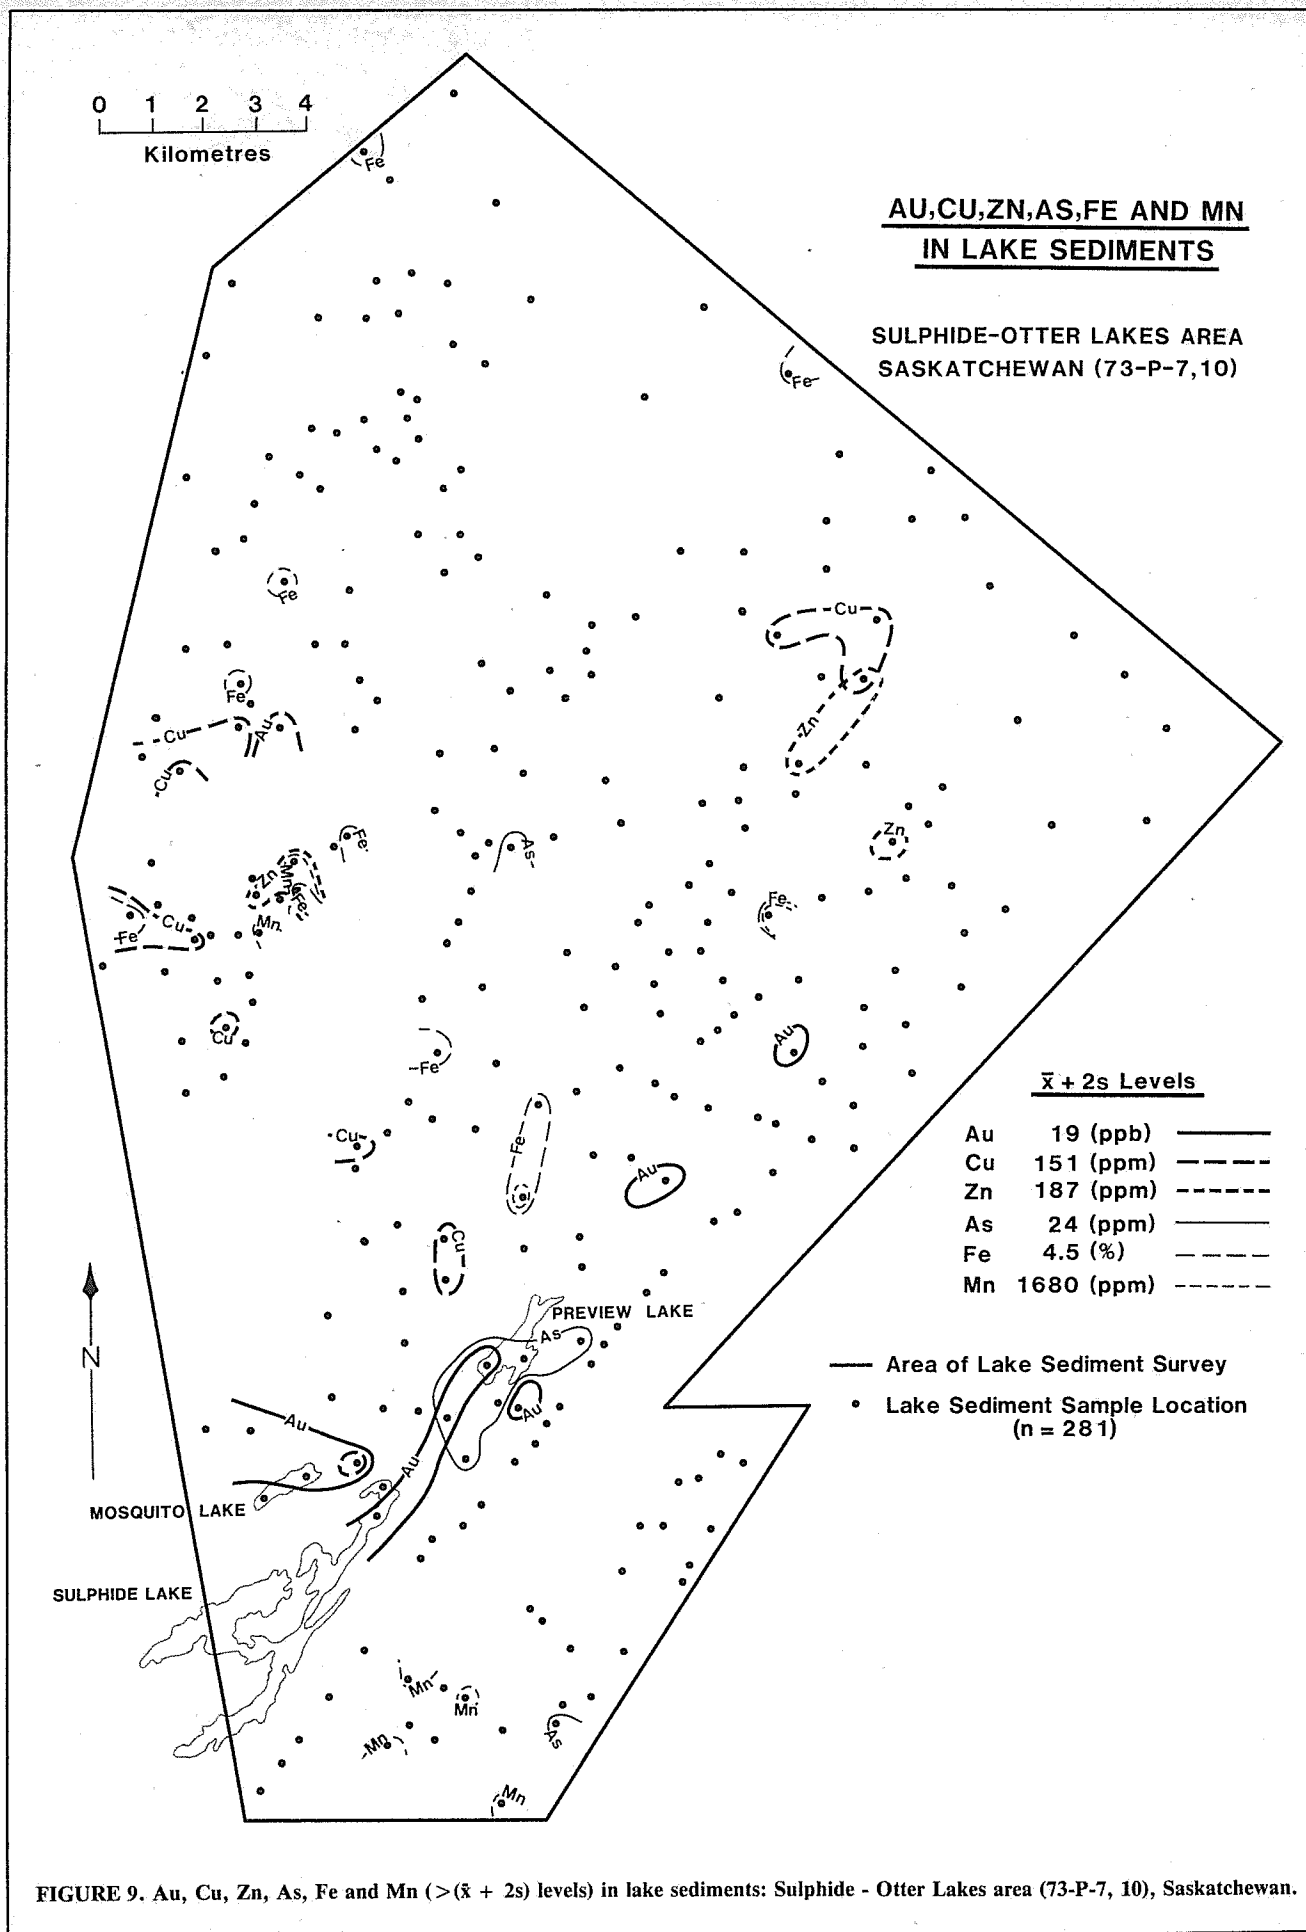 0 1 2 3 4
Kilometres
AU,CU,ZN,AS,FE AND MN
IN LAKE SEDIMENTS
SULPHIDE-OTTER LAKES AREA
SASKATCHEWAN (73-P-7,10)
Fe
Fe
Fe
Cu
Fe
Cu
Au
Zn
Cu
Zn
Fe
As
Zn
Mn
Fe
Fe
Cu
Mn
Fe
Cu
Au
Fe
Cu
Fe
Au
Cu
x̄ + 2s Levels
Au 19 (ppb)
Cu 151 (ppm)
Zn 187 (ppm)
As 24 (ppm)
Fe 4.5 (%)
Mn 1680 (ppm)
N
PREVIEW LAKE
As
Area of Lake Sediment Survey
Lake Sediment Sample Location
(n = 281)
Au
Au
Au
MOSQUITO LAKE
SULPHIDE LAKE
Mn
Mn
Mn
As
Mn
FIGURE 9. Au, Cu, Zn, As, Fe and Mn (>(x̄ + 2s) levels) in lake sediments: Sulphide - Otter Lakes area (73-P-7, 10), Saskatchewan.